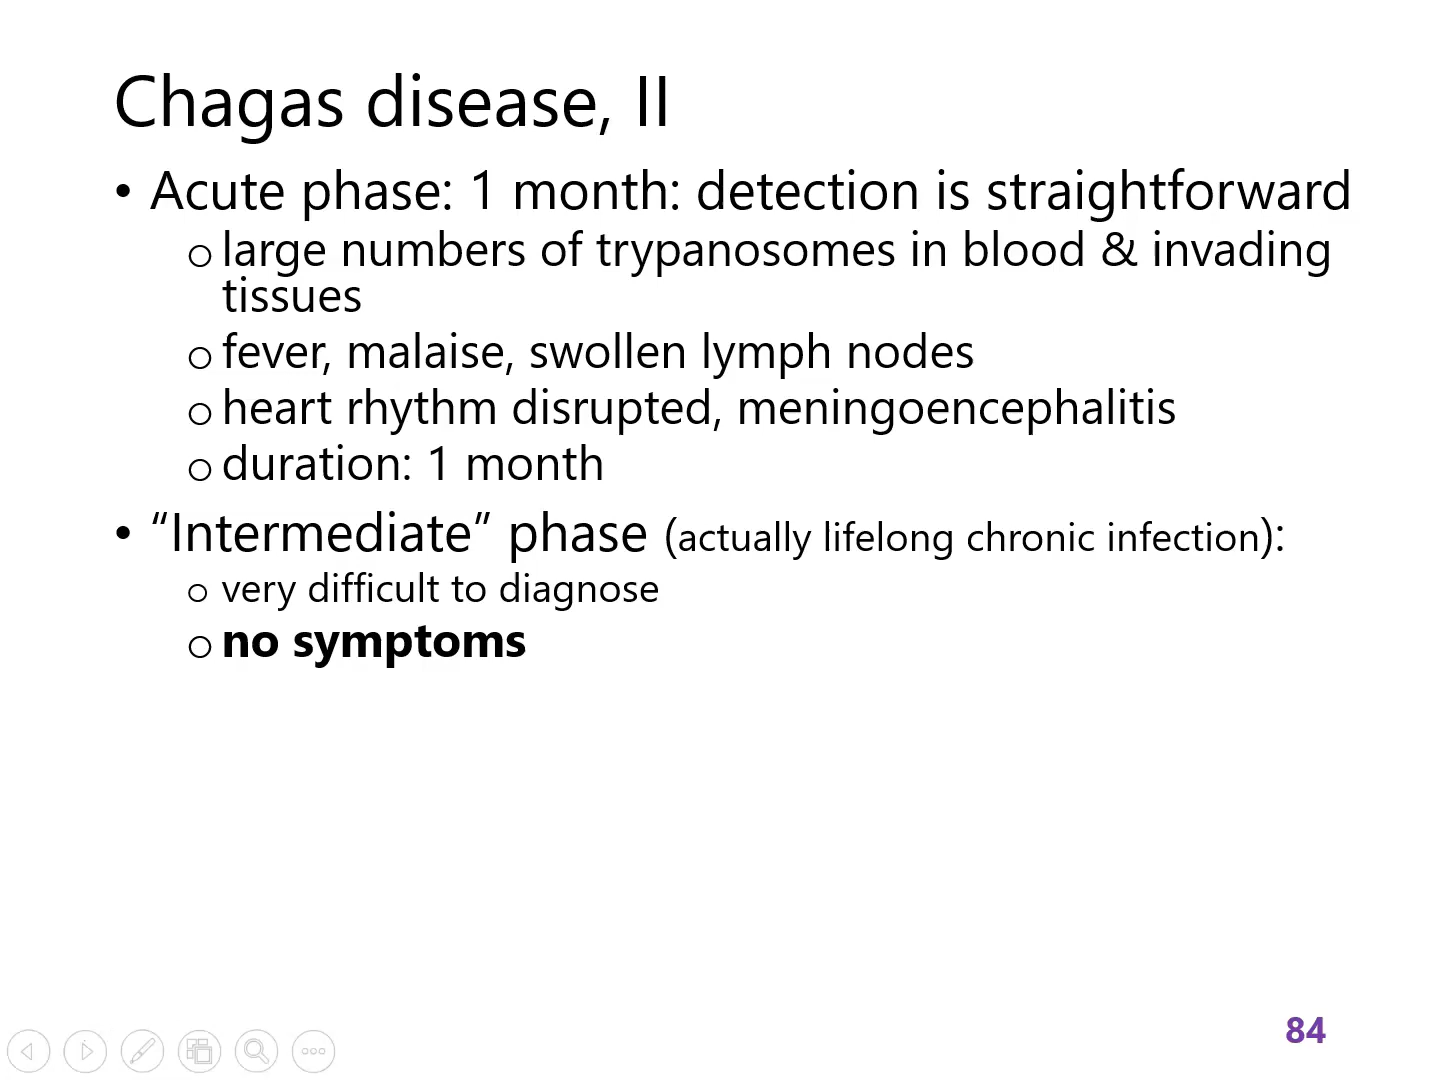 Chagas disease, II
• Acute phase: 1 month: detection is straightforward
o large numbers of trypanosomes in blood & invading
tissues
o fever, malaise, swollen lymph nodes
o heart rhythm disrupted, meningoencephalitis
o duration: 1 month
• “Intermediate” phase (actually lifelong chronic infection):
o very difficult to diagnose
o no symptoms
84